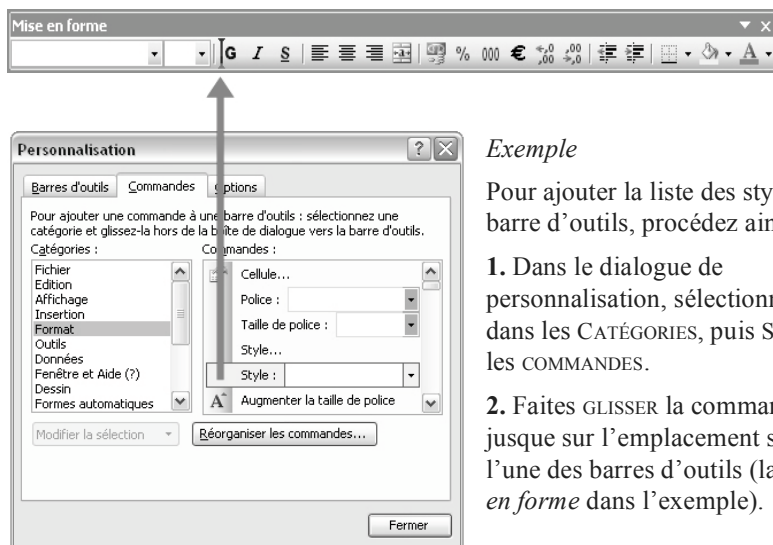 Mise en forme
G I S % 000 € ,0 ,00 ,00 ,0 A
Personnalisation
Barres d'outils Commandes Options
Pour ajouter une commande à une barre d'outils : sélectionnez une
catégorie et glissez-la hors de la boîte de dialogue vers la barre d'outils.
Catégories :
Fichier
Edition
Affichage
Insertion
Format
Outils
Données
Fenêtre et Aide (?)
Dessin
Formes automatiques
Commandes :
Cellule...
Police :
Taille de police :
Style...
Style :
A Augmenter la taille de police
Modifier la sélection
Réorganiser les commandes...
Fermer
Exemple
Pour ajouter la liste des sty
barre d’outils, procédez ain
1. Dans le dialogue de
personnalisation, sélectionn
dans les CATÉGORIES, puis S
les COMMANDES.
2. Faites GLISSER la comman
jusque sur l’emplacement s
l’une des barres d’outils (la
en forme dans l’exemple).